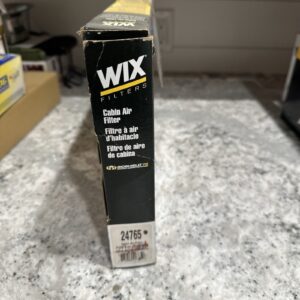 WIX
FILTERS
Cabin Air
Filter
Filtre à air
d'habitacle
Filtro de aire
de cabina
24765